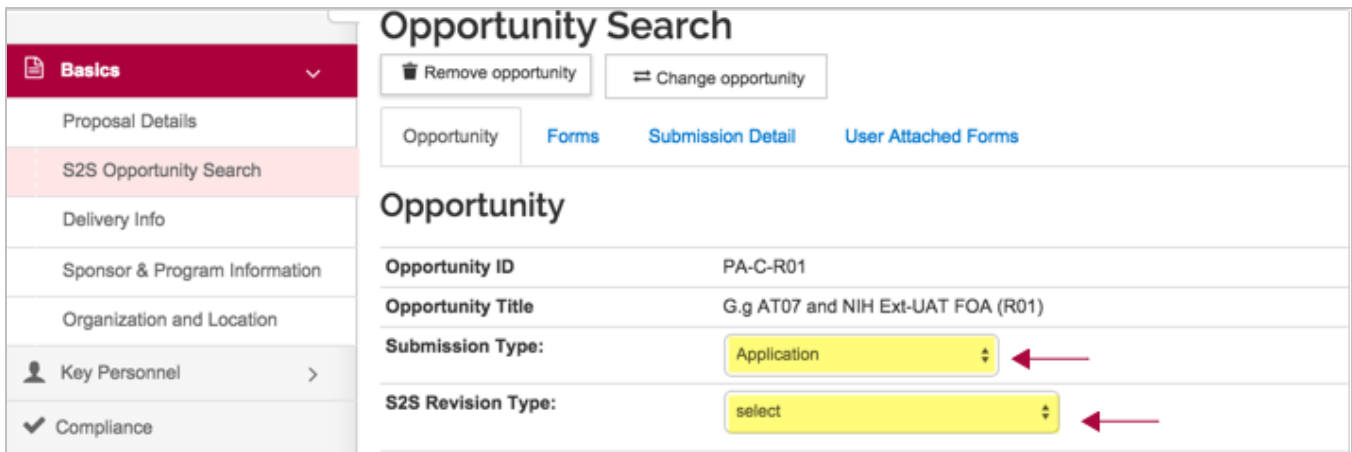 Basics
Proposal Details
S2S Opportunity Search
Delivery Info
Sponsor & Program Information
Organization and Location
Key Personnel
Compliance
Opportunity Search
Remove opportunity Change opportunity
Opportunity Forms Submission Detail User Attached Forms
Opportunity
Opportunity ID PA-C-R01
Opportunity Title G.g AT07 and NIH Ext-UAT FOA (R01)
Submission Type: Application
S2S Revision Type: select